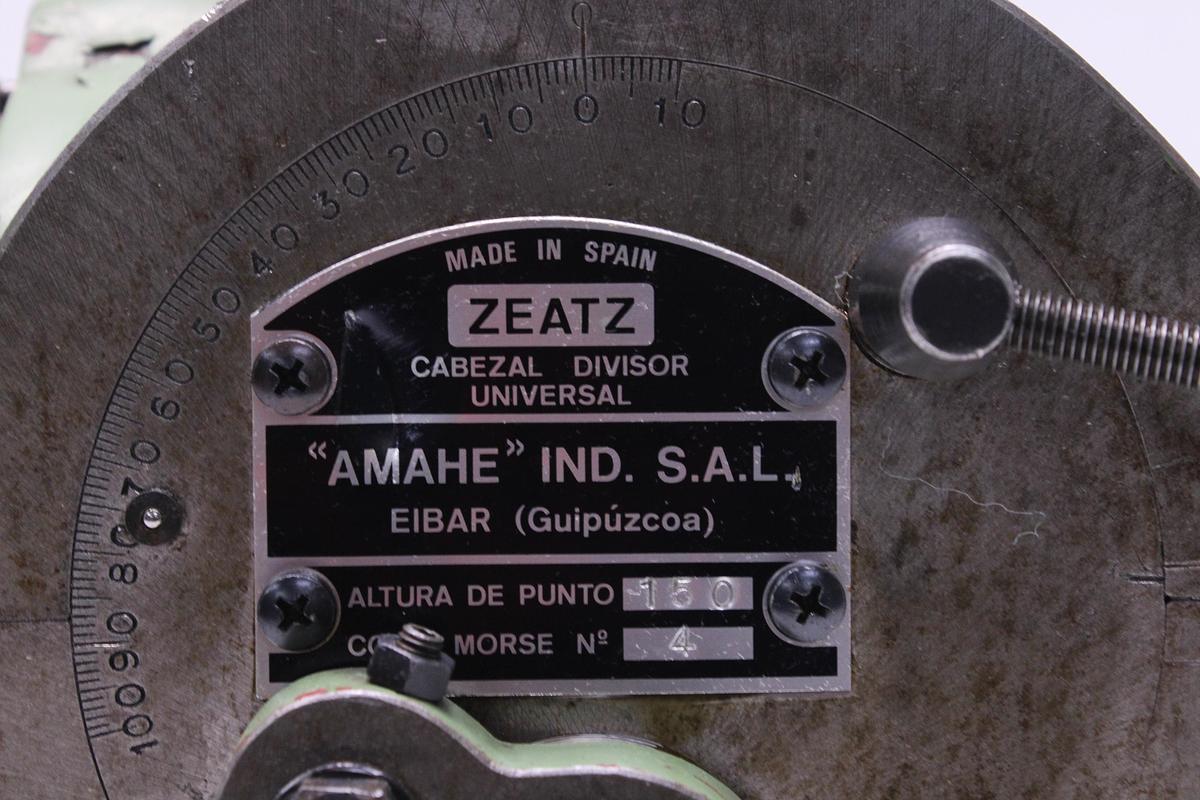 0
10 0 10
20
30
40
50
60
70
80
90
100
MADE IN SPAIN
ZEATZ
CABEZAL DIVISOR
UNIVERSAL
“AMAHE” IND. S.A.L.
EIBAR (Guipúzcoa)
ALTURA DE PUNTO 150
MORSE Nº 4